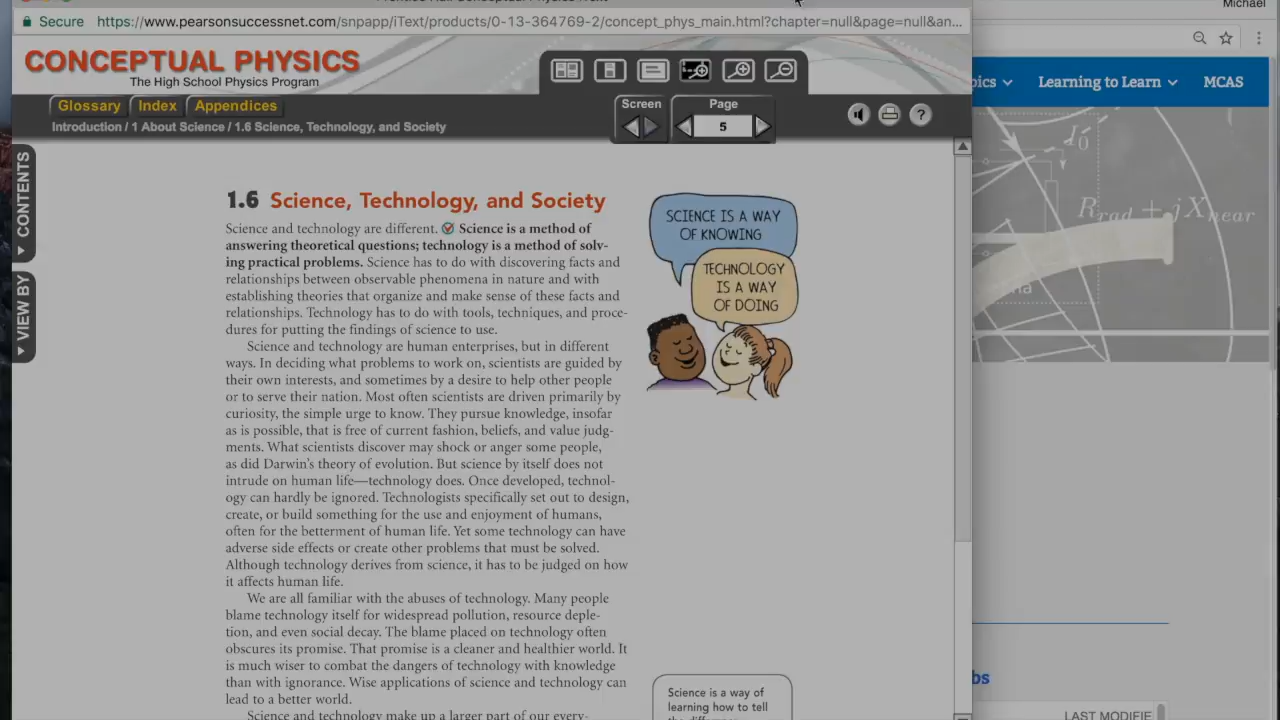 Michael
Secure https://www.pearsonsuccessnet.com/snpapp/iText/products/0-13-364769-2/concept_phys_main.html?chapter=null&page=null&an...
CONCEPTUAL PHYSICS
The High School Physics Program
Learning to Learn
MCAS
Glossary
Index
Appendices
Screen
Page
5
?
Introduction / 1 About Science / 1.6 Science, Technology, and Society
CONTENTS
VIEW BY
1.6 Science, Technology, and Society
Science and technology are different. Science is a method of
answering theoretical questions; technology is a method of solv-
ing practical problems. Science has to do with discovering facts and
relationships between observable phenomena in nature and with
establishing theories that organize and make sense of these facts and
relationships. Technology has to do with tools, techniques, and proce-
dures for putting the findings of science to use.
Science and technology are human enterprises, but in different
ways. In deciding what problems to work on, scientists are guided by
their own interests, and sometimes by a desire to help other people
or to serve their nation. Most often scientists are driven primarily by
curiosity, the simple urge to know. They pursue knowledge, insofar
as is possible, that is free of current fashion, beliefs, and value judg-
ments. What scientists discover may shock or anger some people,
as did Darwin's theory of evolution. But science by itself does not
intrude on human life—technology does. Once developed, technol-
ogy can hardly be ignored. Technologists specifically set out to design,
create, or build something for the use and enjoyment of humans,
often for the betterment of human life. Yet some technology can have
adverse side effects or create other problems that must be solved.
Although technology derives from science, it has to be judged on how
it affects human life.
We are all familiar with the abuses of technology. Many people
blame technology itself for widespread pollution, resource deple-
tion, and even social decay. The blame placed on technology often
obscures its promise. That promise is a cleaner and healthier world. It
is much wiser to combat the dangers of technology with knowledge
than with ignorance. Wise applications of science and technology can
lead to a better world.
Science and technology make up a larger part of our every-
SCIENCE IS A WAY
OF KNOWING
TECHNOLOGY
IS A WAY
OF DOING
Science is a way of
learning how to tell
I0
Rrad + jXnear
LAST MODIFIE